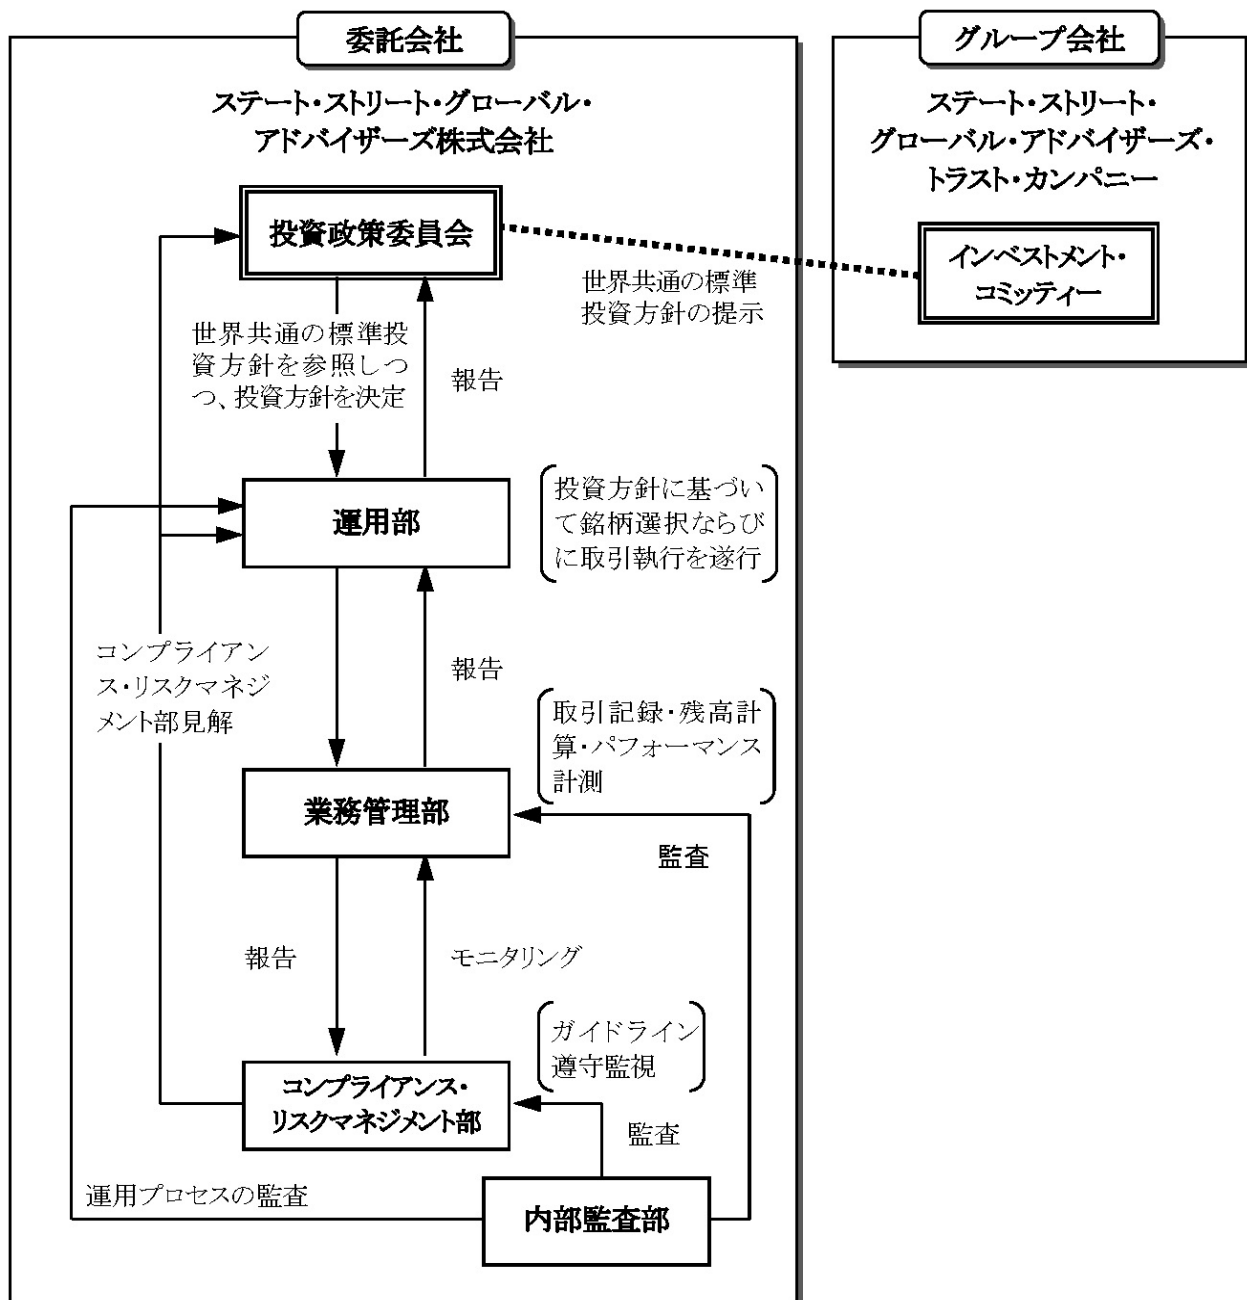 委託会社
ステート・ストリート・グローバル・
アドバイザーズ株式会社
グループ会社
ステート・ストリート・
グローバル・アドバイザーズ・
トラスト・カンパニー
投資政策委員会
インベストメント・
コミッティー
世界共通の標準
投資方針の提示
世界共通の標準投
資方針を参照しつ
つ、投資方針を決定
報告
運用部
投資方針に基づい
て銘柄選択ならび
に取引執行を遂行
コンプライアン
ス・リスクマネジ
メント部見解
報告
取引記録・残高計
算・パフォーマンス
計測
業務管理部
監査
報告
モニタリング
ガイドライン
遵守監視
コンプライアンス・
リスクマネジメント部
監査
運用プロセスの監査
内部監査部